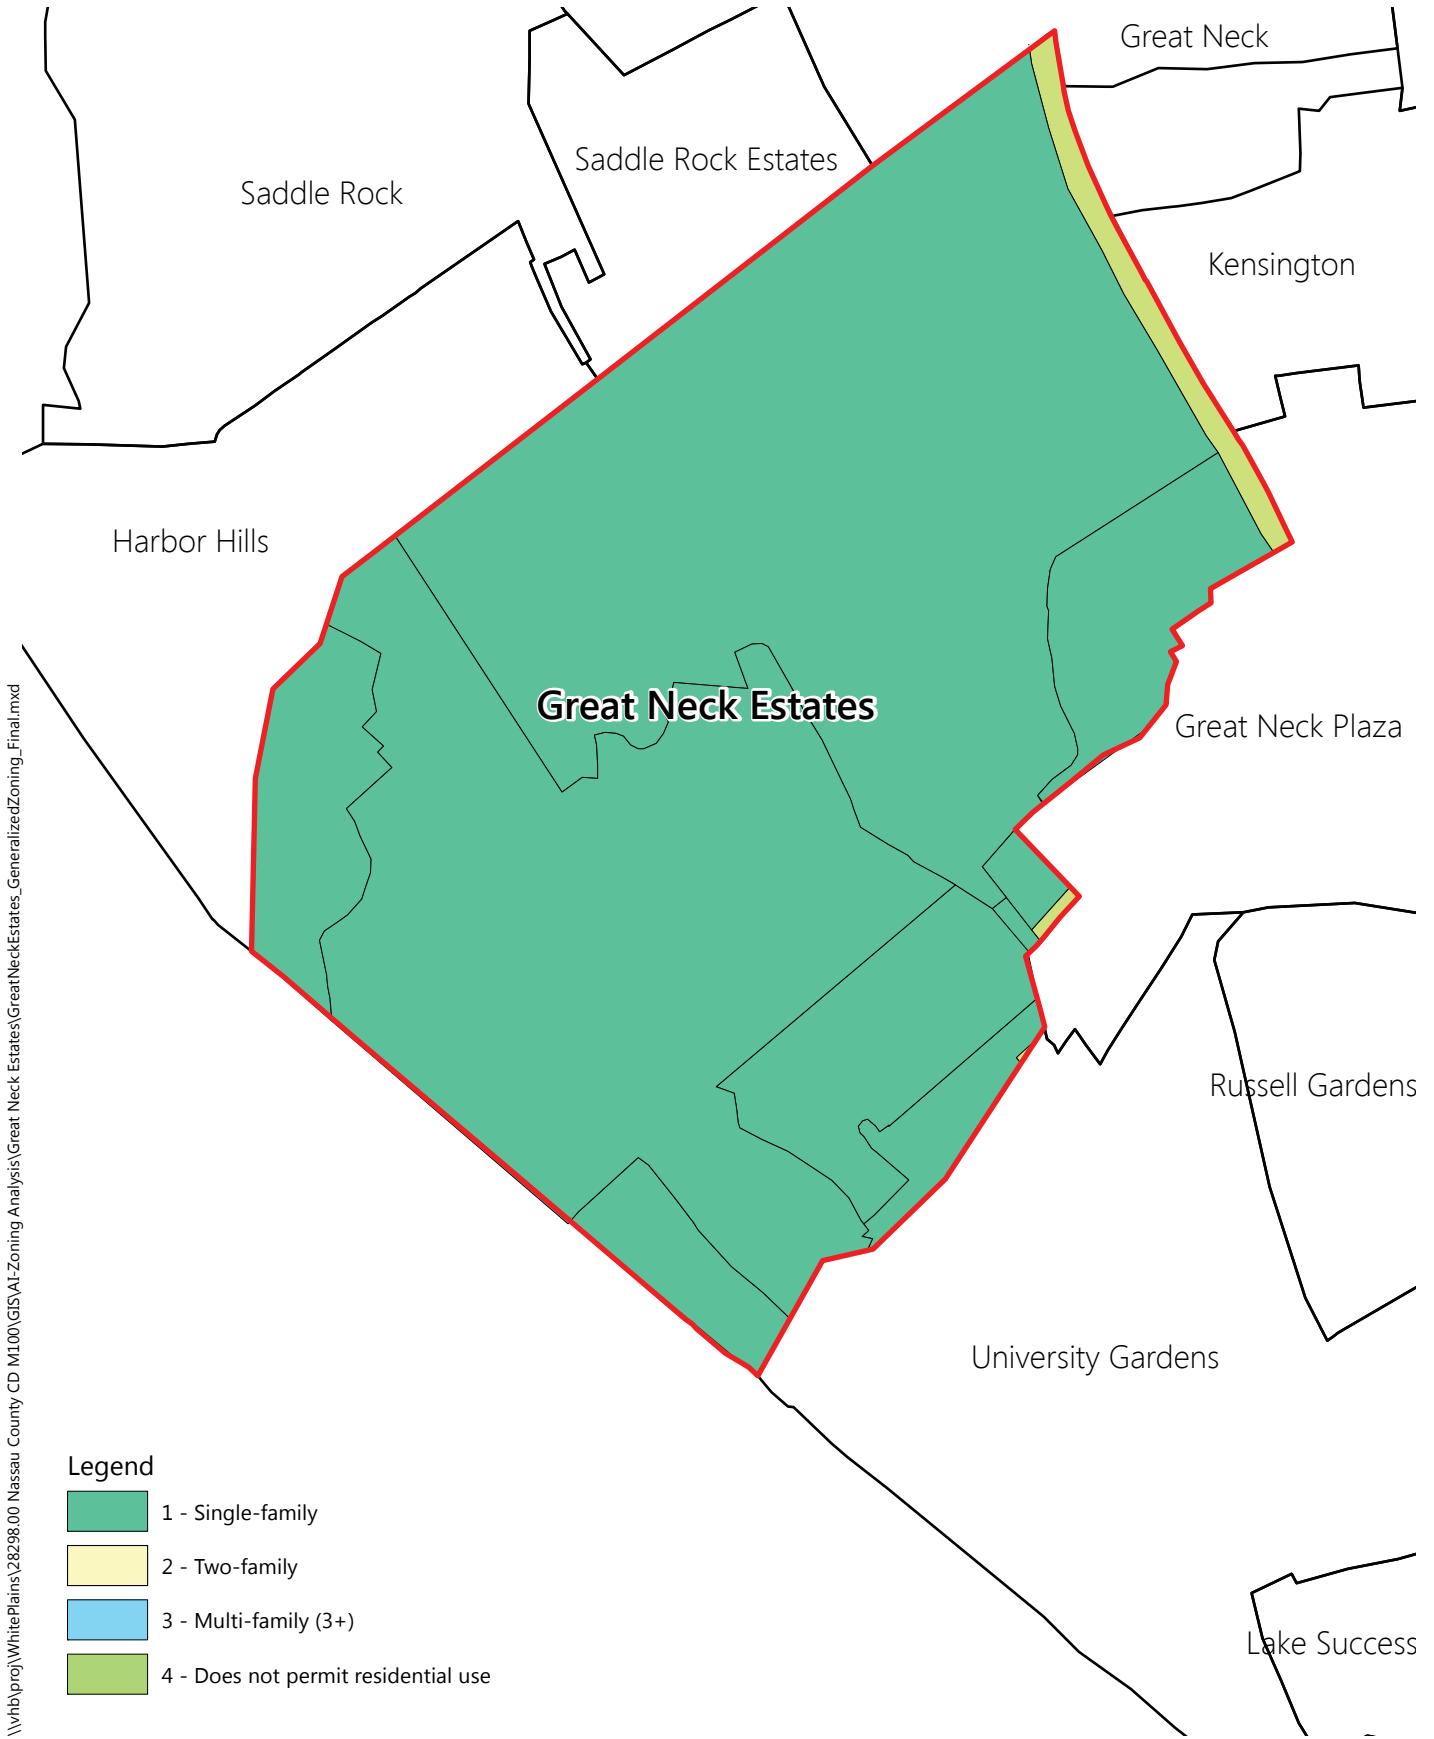 Great Neck
Saddle Rock Estates
Saddle Rock
Kensington
Harbor Hills
Great Neck Estates
Great Neck Plaza
Russell Gardens
University Gardens
Lake Success
Legend
1 - Single-family
2 - Two-family
3 - Multi-family (3+)
4 - Does not permit residential use
\\vhb\proj\WhitePlains\28298.00 Nassau County CD M100\GIS\AI-Zoning Analysis\Great Neck Estates\GreatNeckEstates_GeneralizedZoning_Final.mxd